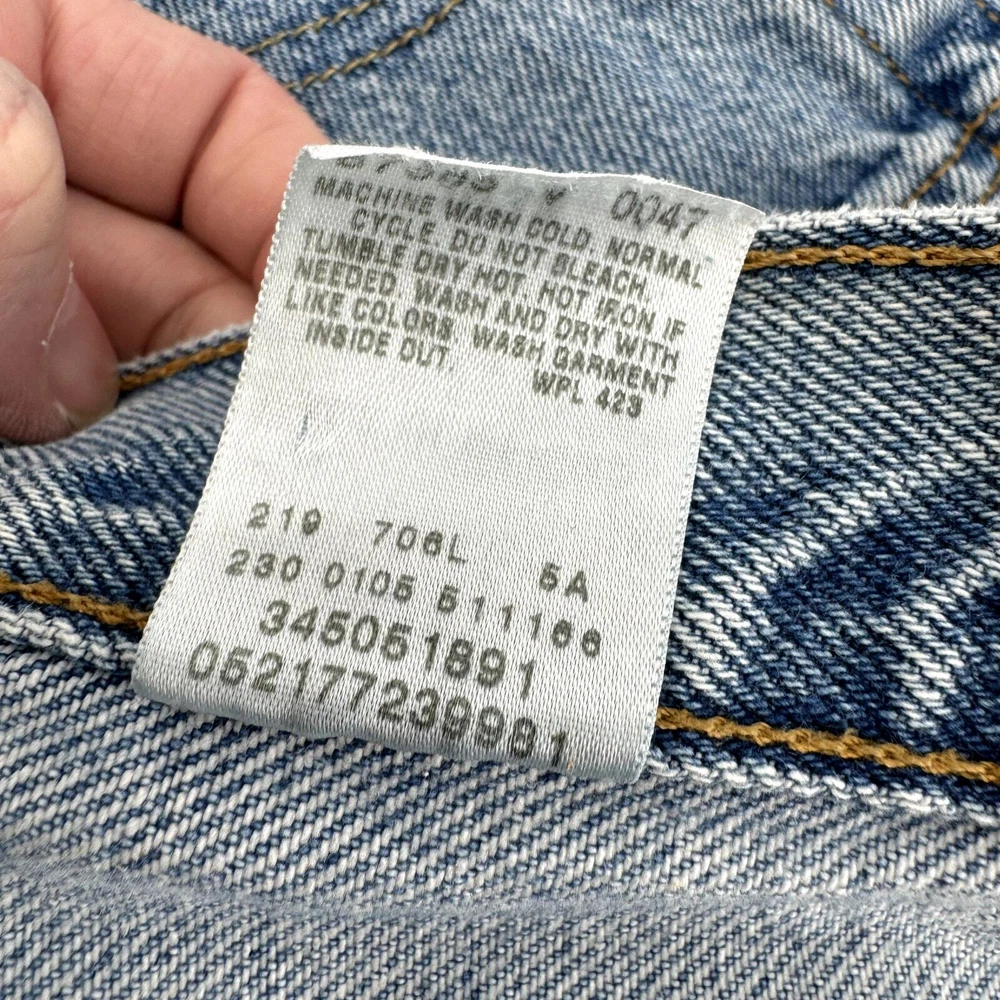 0047
MACHINE WASH COLD, NORMAL
CYCLE. DO NOT BLEACH.
TUMBLE DRY HOT. HOT IRON IF
NEEDED. WASH AND DRY WITH
LIKE COLORS. WASH GARMENT
INSIDE OUT. WPL 423
219 706L 5A
230 0105 511166
345051891
052177239981